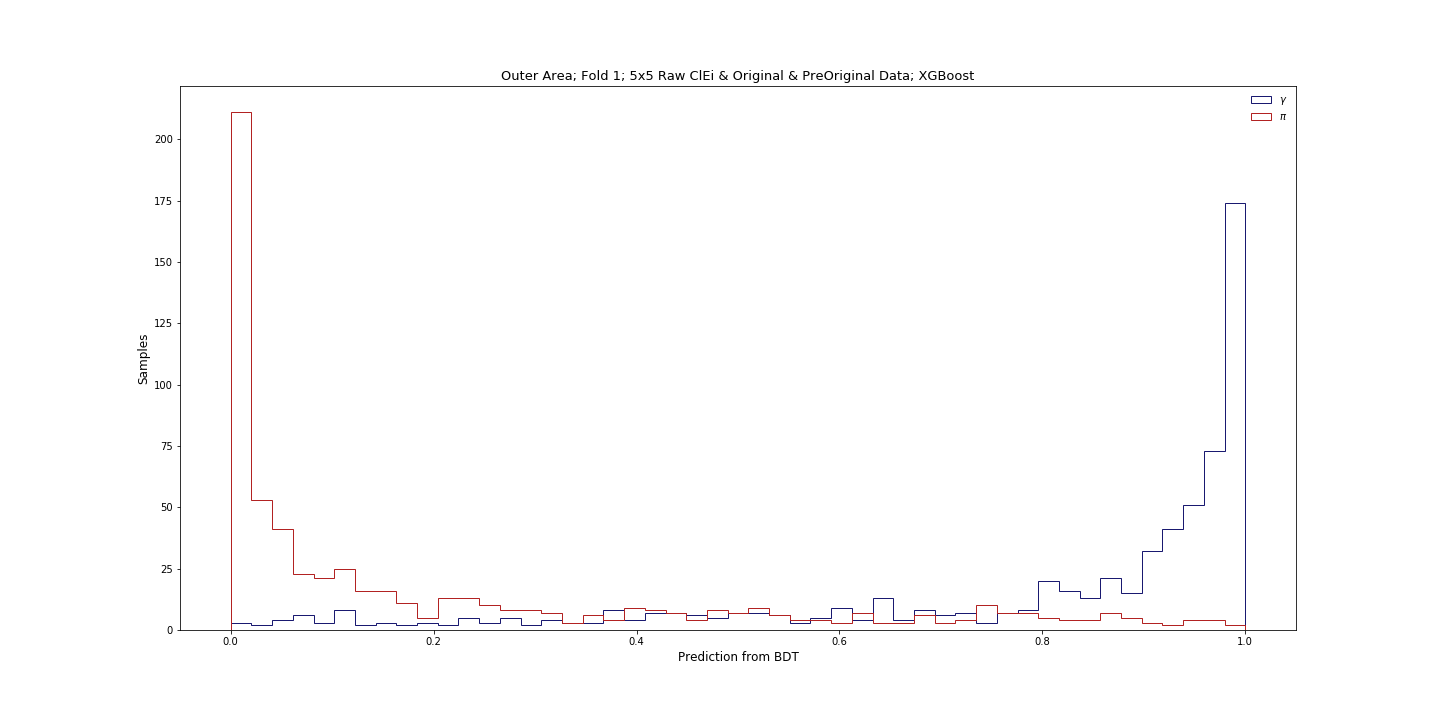 Outer Area; Fold 1; 5x5 Raw ClEi & Original & PreOriginal Data; XGBoost
γ
π
200
175
150
125
100
75
50
25
0
Samples
0.0 0.2 0.4 0.6 0.8 1.0
Prediction from BDT